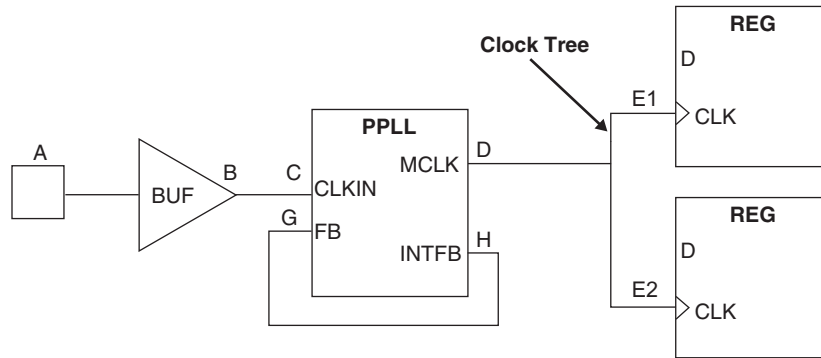 REG
Clock Tree
D
E1
CLK
PPLL
A
MCLK
D
B
C
BUF
CLKIN
REG
G
FB
H
INTFB
D
E2
CLK